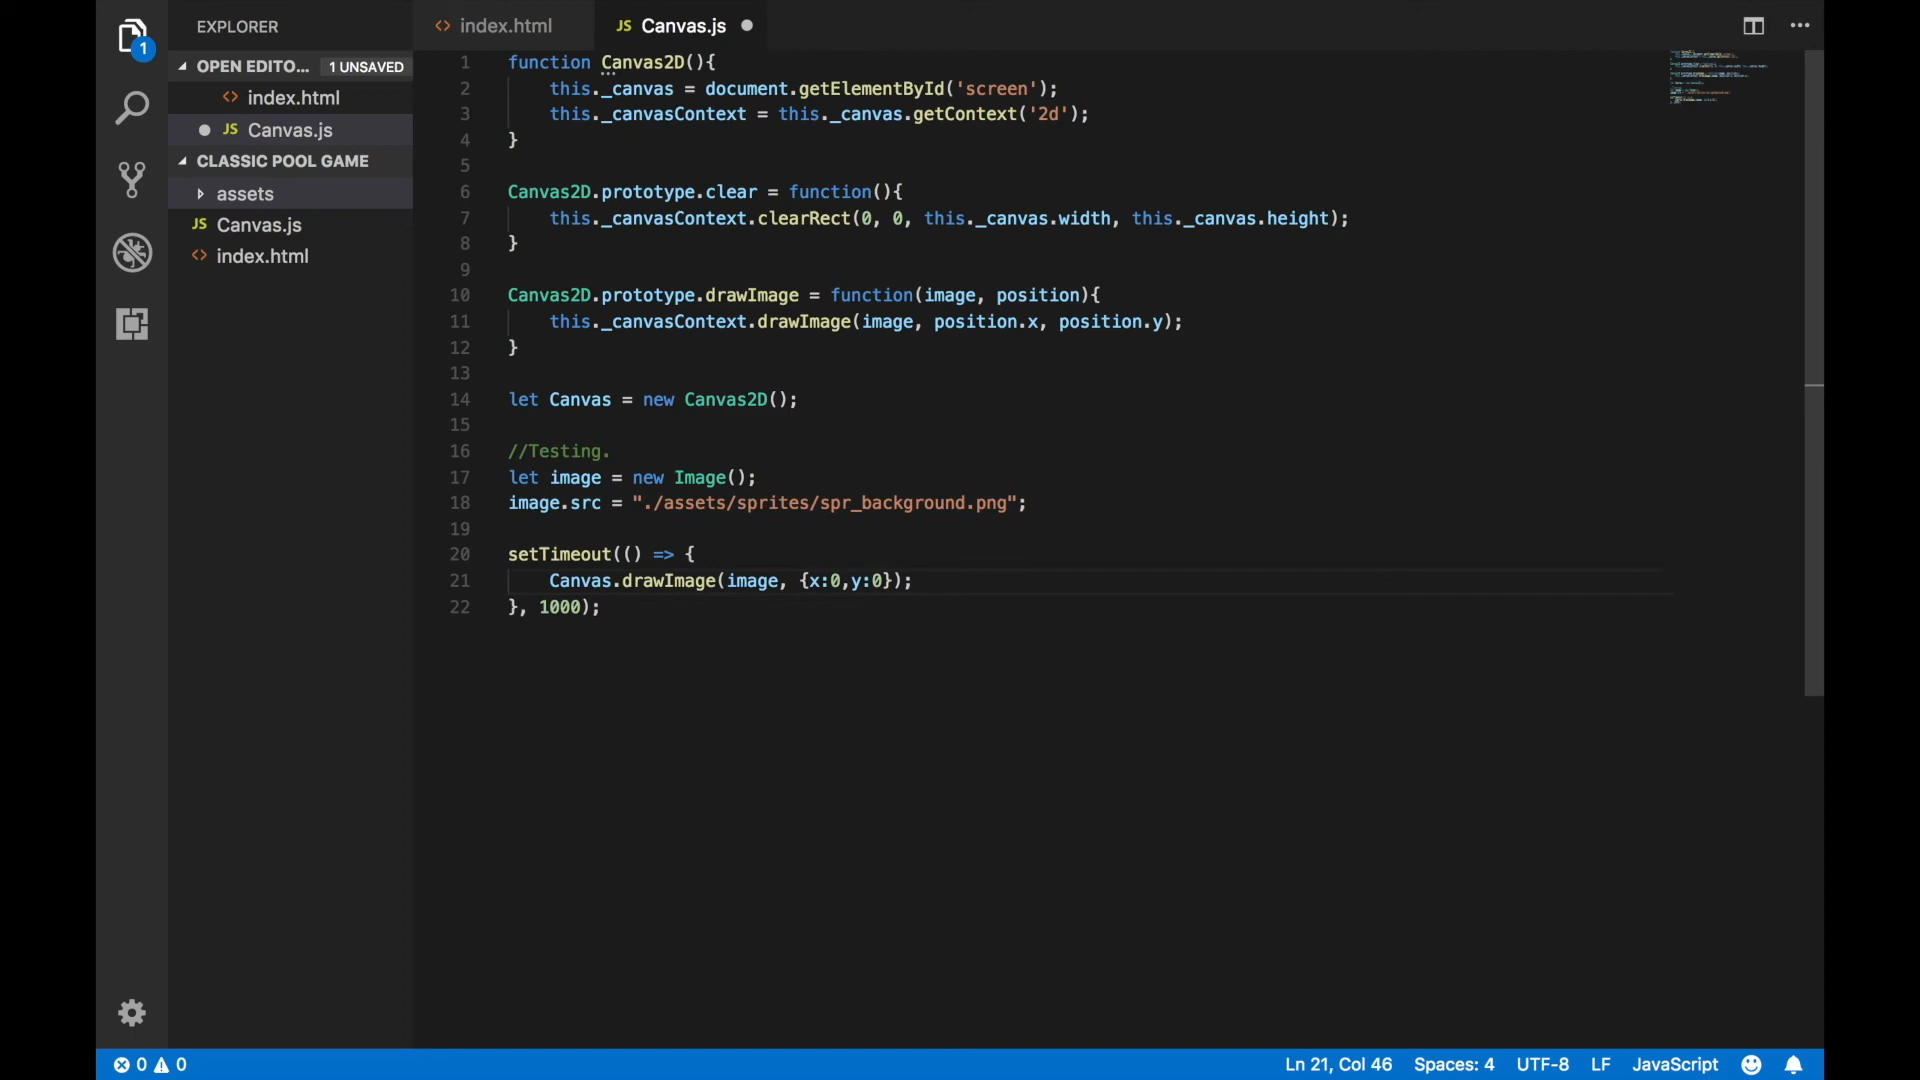 EXPLORER
OPEN EDITO... 1 UNSAVED
index.html
JS Canvas.js
CLASSIC POOL GAME
assets
JS Canvas.js
index.html
1
index.html JS Canvas.js
1 function Canvas2D(){
2     this._canvas = document.getElementById('screen');
3     this._canvasContext = this._canvas.getContext('2d');
4 }
5
6 Canvas2D.prototype.clear = function(){
7     this._canvasContext.clearRect(0, 0, this._canvas.width, this._canvas.height);
8 }
9
10 Canvas2D.prototype.drawImage = function(image, position){
11     this._canvasContext.drawImage(image, position.x, position.y);
12 }
13
14 let Canvas = new Canvas2D();
15
16 //Testing.
17 let image = new Image();
18 image.src = "./assets/sprites/spr_background.png";
19
20 setTimeout(() => {
21     Canvas.drawImage(image, {x:0,y:0});
22 }, 1000);
0 0 Ln 21, Col 46 Spaces: 4 UTF-8 LF JavaScript